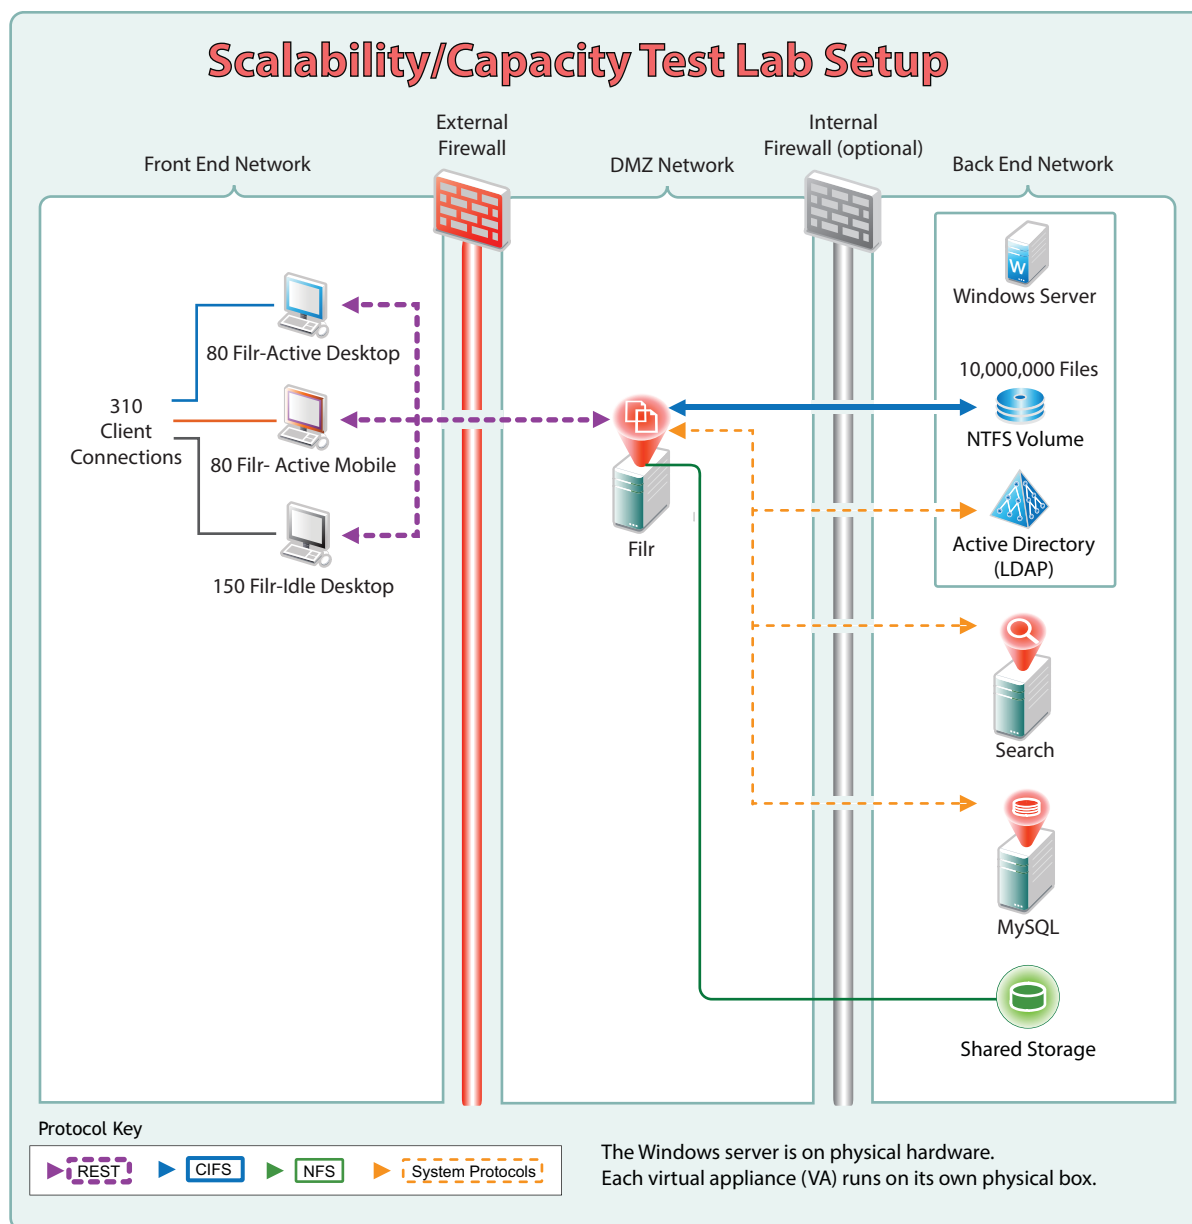 Scalability/Capacity Test Lab Setup
External
Firewall
Internal
Firewall (optional)
Front End Network
DMZ Network
Back End Network
W
Windows Server
80 Filr-Active Desktop
10,000,000 Files
310
Client
Connections
NTFS Volume
80 Filr- Active Mobile
Filr
Active Directory
(LDAP)
150 Filr-Idle Desktop
Search
MySQL
Shared Storage
Protocol Key
REST
CIFS
NFS
System Protocols
The Windows server is on physical hardware.
Each virtual appliance (VA) runs on its own physical box.